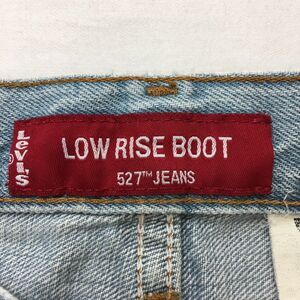 LEVI'S
®
LOW RISE BOOT
527™ JEANS